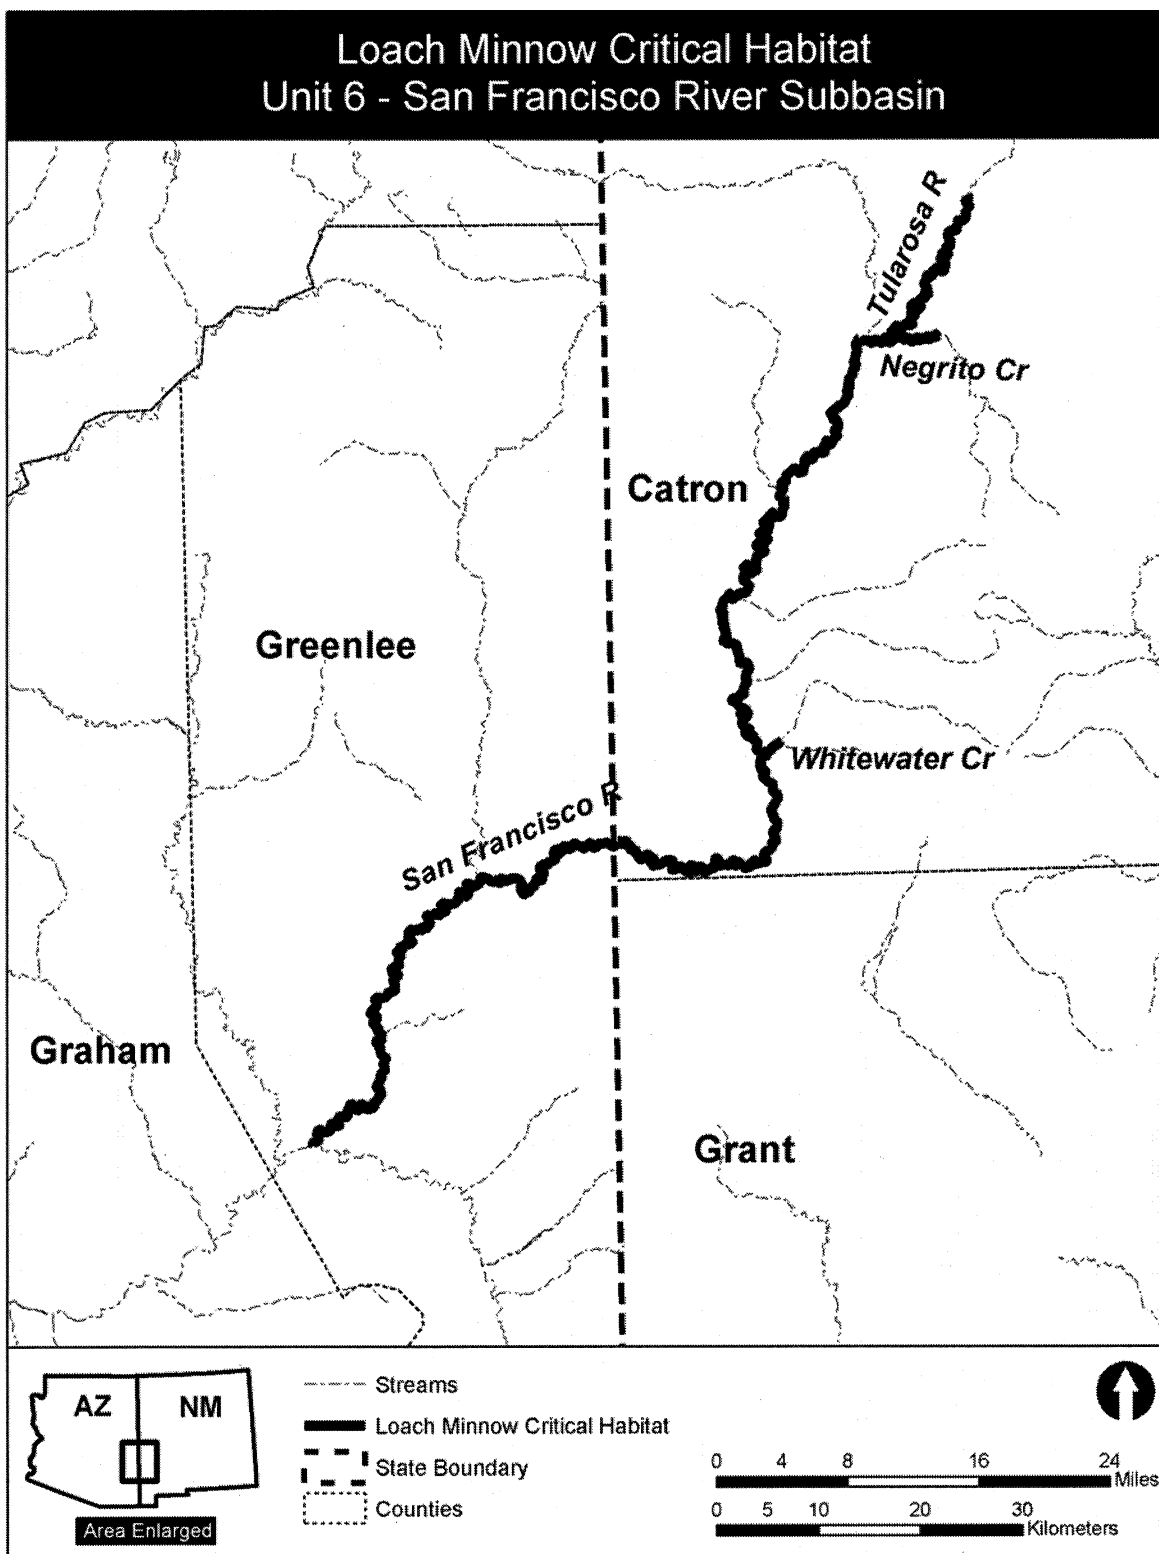 Loach Minnow Critical Habitat
Unit 6 - San Francisco River Subbasin
Tularosa R
Negrito Cr
Catron
Greenlee
Whitewater Cr
San Francisco R
Graham
Grant
AZ
NM
Area Enlarged
Streams
Loach Minnow Critical Habitat
State Boundary
Counties
0 4 8 16 24
Miles
0 5 10 20 30
Kilometers